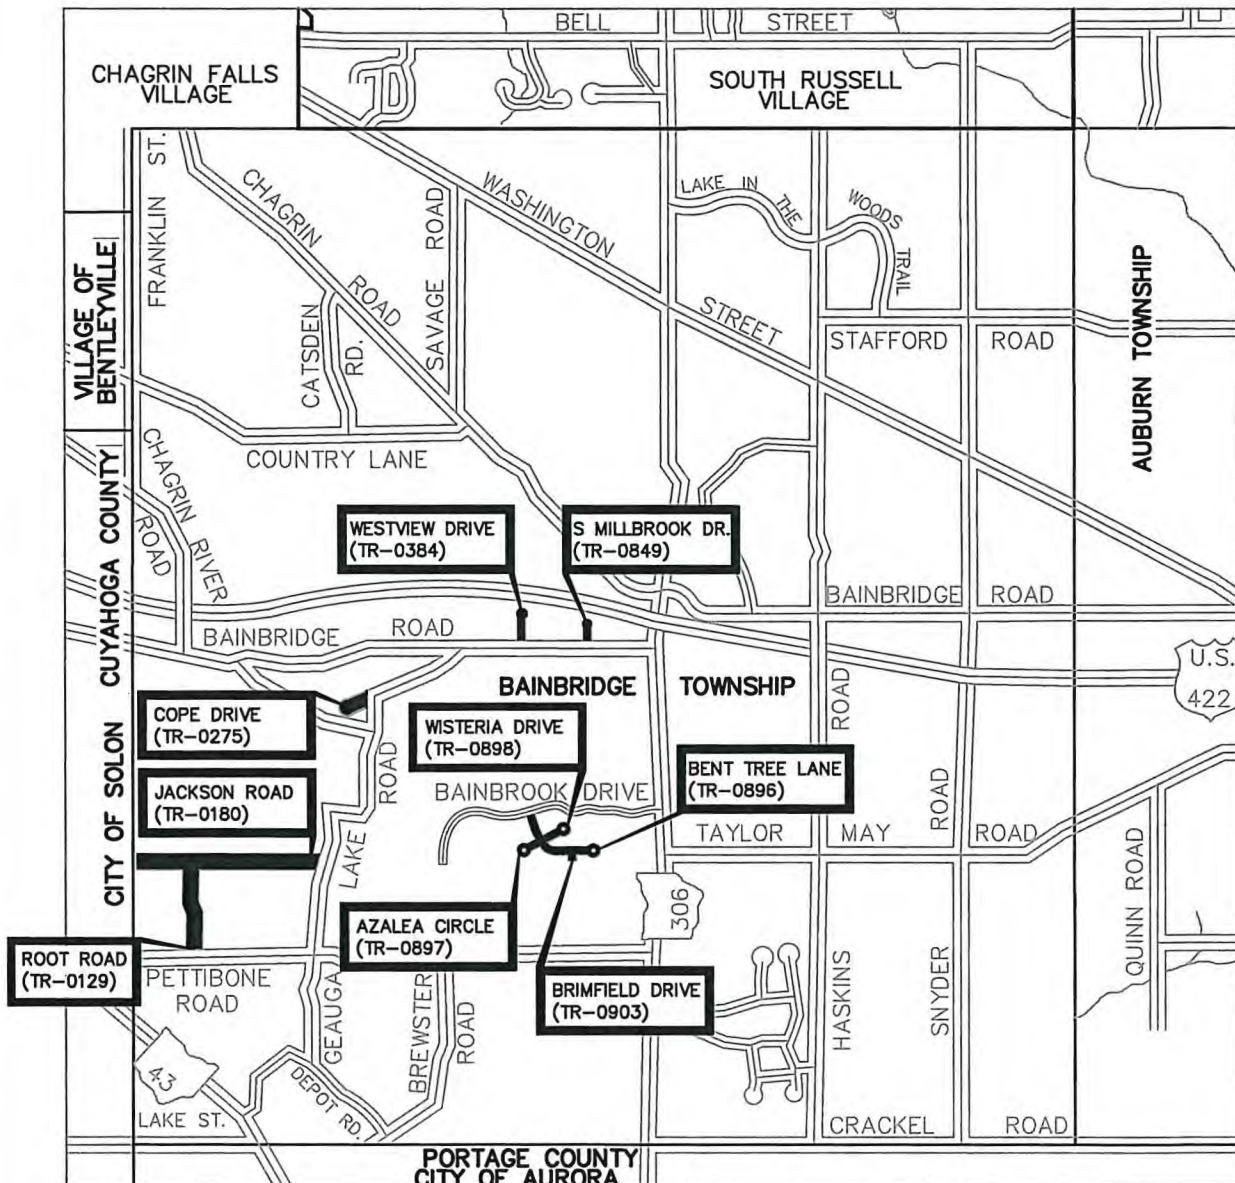 BELL STREET
CHAGRIN FALLS
VILLAGE
SOUTH RUSSELL
VILLAGE
FRANKLIN ST.
CHAGRIN ROAD
SAVAGE ROAD
WASHINGTON STREET
LAKE IN THE WOODS TRAIL
VILLAGE OF
BENTLEYVILLE
CATSDEN
RD.
STAFFORD ROAD
AUBURN TOWNSHIP
COUNTRY LANE
CHAGRIN RIVER
ROAD
CUYAHOGA COUNTY
WESTVIEW DRIVE
(TR-0384)
S MILLBROOK DR.
(TR-0849)
BAINBRIDGE ROAD
BAINBRIDGE ROAD
U.S.
422
BAINBRIDGE TOWNSHIP
COPE DRIVE
(TR-0275)
WISTERIA DRIVE
(TR-0898)
BENT TREE LANE
(TR-0896)
JACKSON ROAD
(TR-0180)
BAINBROOK DRIVE
TAYLOR MAY ROAD
CITY OF SOLON
GEAUGA LAKE ROAD
306
AZALEA CIRCLE
(TR-0897)
ROOT ROAD
(TR-0129)
PETTIBONE
ROAD
BRIMFIELD DRIVE
(TR-0903)
BREWSTER
ROAD
HASKINS ROAD
SNYDER ROAD
QUINN ROAD
43
DEPOT RD.
LAKE ST.
CRACKEL ROAD
PORTAGE COUNTY
CITY OF AURORA